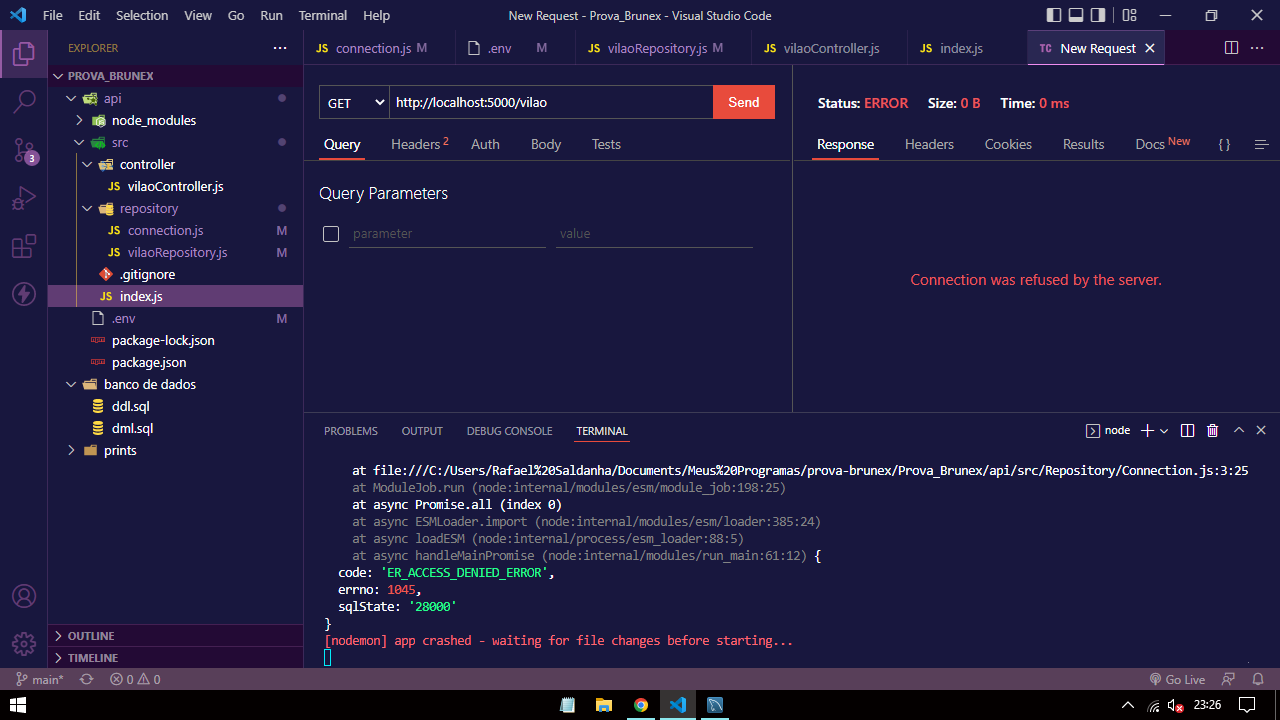 File Edit Selection View Go Run Terminal Help New Request - Prova_Brunex - Visual Studio Code
EXPLORER
JS connection.js M
.env M
JS vilaoRepository.js M
JS vilaoController.js
JS index.js
TC New Request
PROVA_BRUNEX
api
node_modules
src
controller
JS vilaoController.js
repository
JS connection.js M
JS vilaoRepository.js M
.gitignore
JS index.js
.env M
package-lock.json
package.json
banco de dados
ddl.sql
dml.sql
prints
OUTLINE
TIMELINE
3
GET http://localhost:5000/vilao Send
Query Headers 2 Auth Body Tests
Query Parameters
parameter value
Status: ERROR Size: 0 B Time: 0 ms
Response Headers Cookies Results Docs New { }
Connection was refused by the server.
PROBLEMS OUTPUT DEBUG CONSOLE TERMINAL node
at file:///C:/Users/Rafael%20Saldanha/Documents/Meus%20Programas/prova-brunex/Prova_Brunex/api/src/Repository/Connection.js:3:25
at ModuleJob.run (node:internal/modules/esm/module_job:198:25)
at async Promise.all (index 0)
at async ESMLoader.import (node:internal/modules/esm/loader:385:24)
at async loadESM (node:internal/process/esm_loader:88:5)
at async handleMainPromise (node:internal/modules/run_main:61:12) {
code: 'ER_ACCESS_DENIED_ERROR',
errno: 1045,
sqlState: '28000'
}
[nodemon] app crashed - waiting for file changes before starting...
main* 0 0 Go Live
23:26